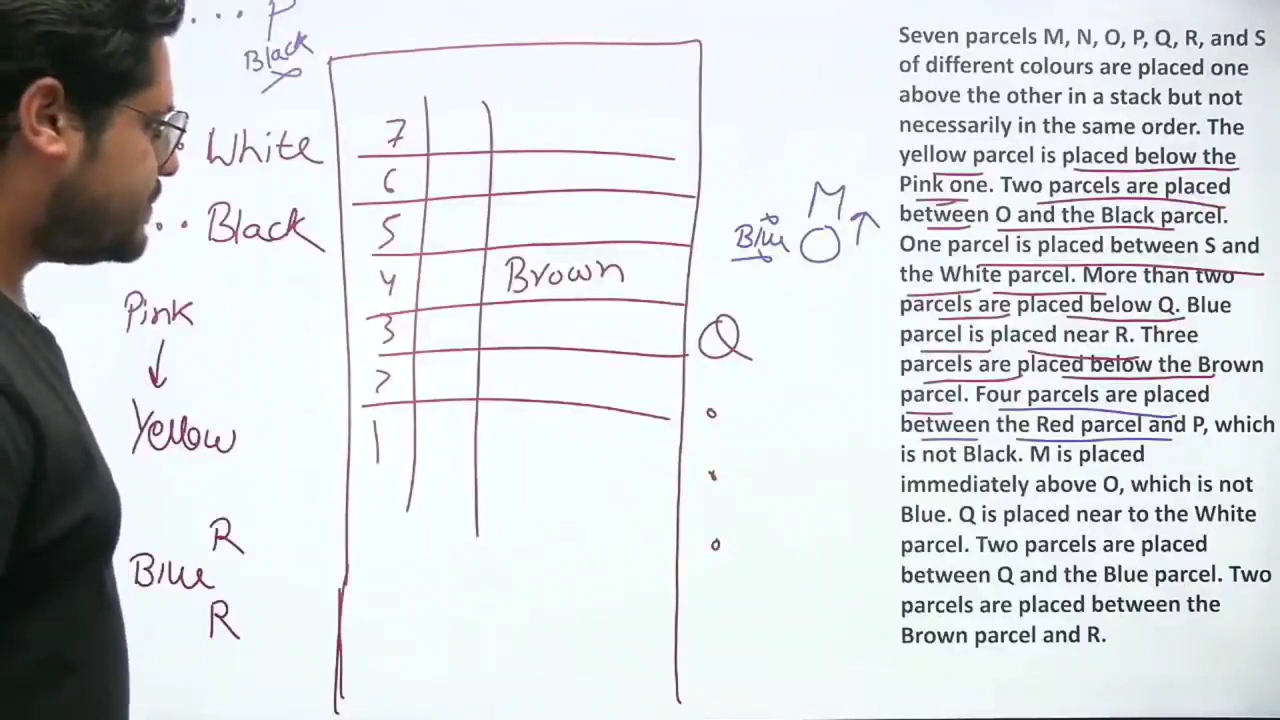 ... P
Black
White
.. Black
Pink
Yellow
R
Blue
R
7
6
5
4 Brown
3
2
1
M
Blue O
Q
Seven parcels M, N, O, P, Q, R, and S
of different colours are placed one
above the other in a stack but not
necessarily in the same order. The
yellow parcel is placed below the
Pink one. Two parcels are placed
between O and the Black parcel.
One parcel is placed between S and
the White parcel. More than two
parcels are placed below Q. Blue
parcel is placed near R. Three
parcels are placed below the Brown
parcel. Four parcels are placed
between the Red parcel and P, which
is not Black. M is placed
immediately above O, which is not
Blue. Q is placed near to the White
parcel. Two parcels are placed
between Q and the Blue parcel. Two
parcels are placed between the
Brown parcel and R.